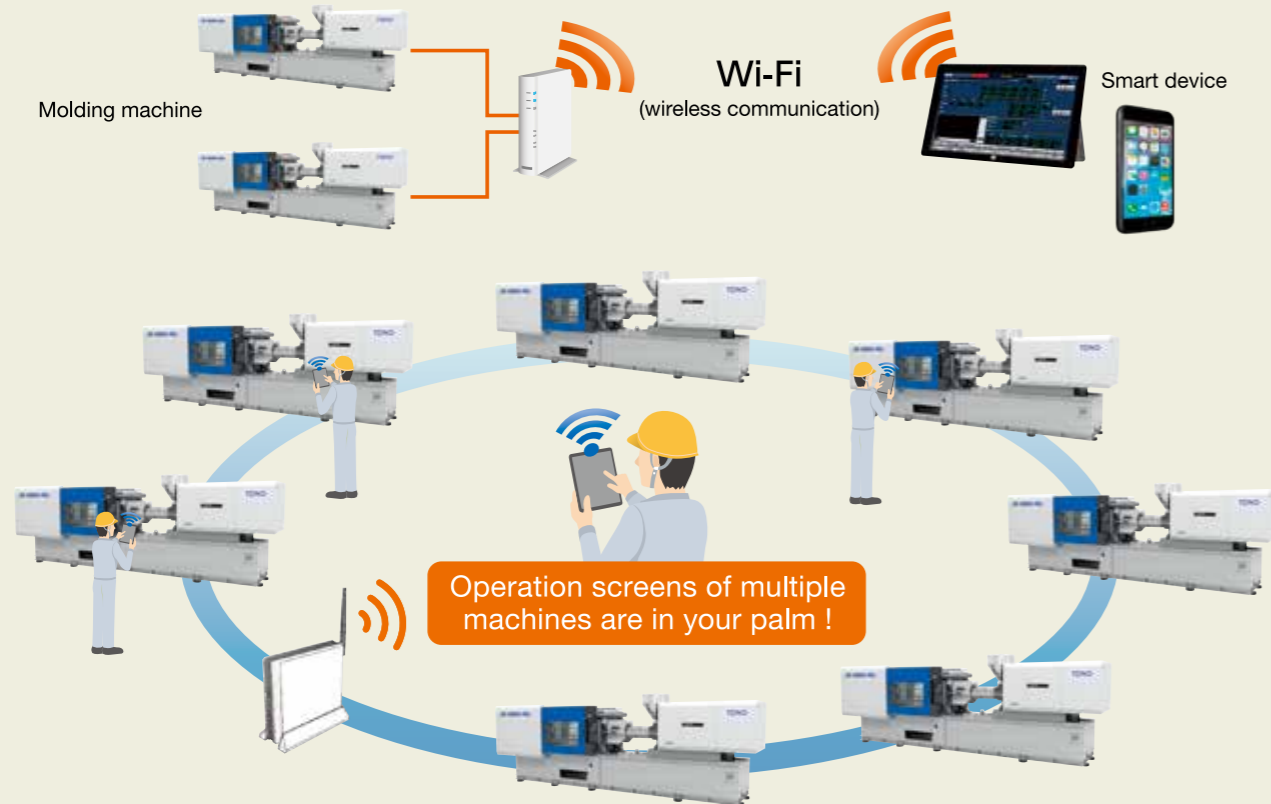 Molding machine
Wi-Fi
(wireless communication)
Smart device
Operation screens of multiple
machines are in your palm !